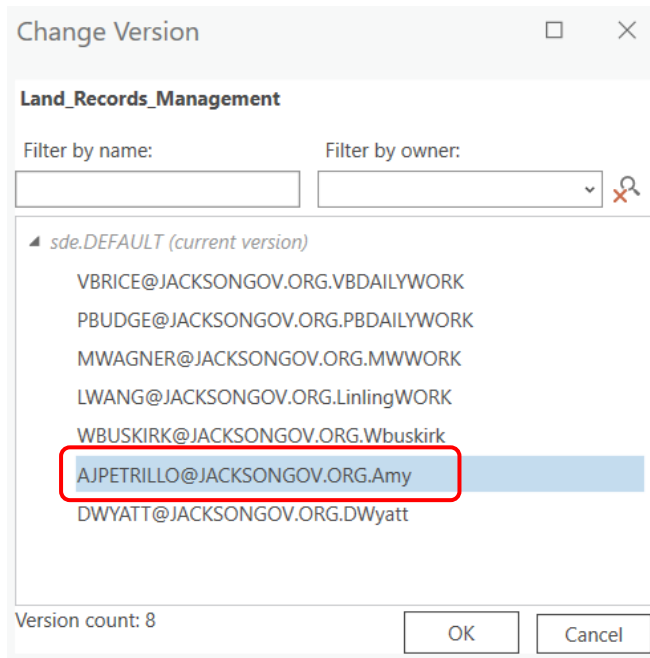 Change Version
Land_Records_Management
Filter by name: Filter by owner:
sde.DEFAULT (current version)
VBRICE@JACKSONGOV.ORG.VBDAILYWORK
PBUDGE@JACKSONGOV.ORG.PBDAILYWORK
MWAGNER@JACKSONGOV.ORG.MWWORK
LWANG@JACKSONGOV.ORG.LinlingWORK
WBUSKIRK@JACKSONGOV.ORG.Wbuskirk
AJPETRILLO@JACKSONGOV.ORG.Amy
DWYATT@JACKSONGOV.ORG.DWyatt
Version count: 8
OK Cancel